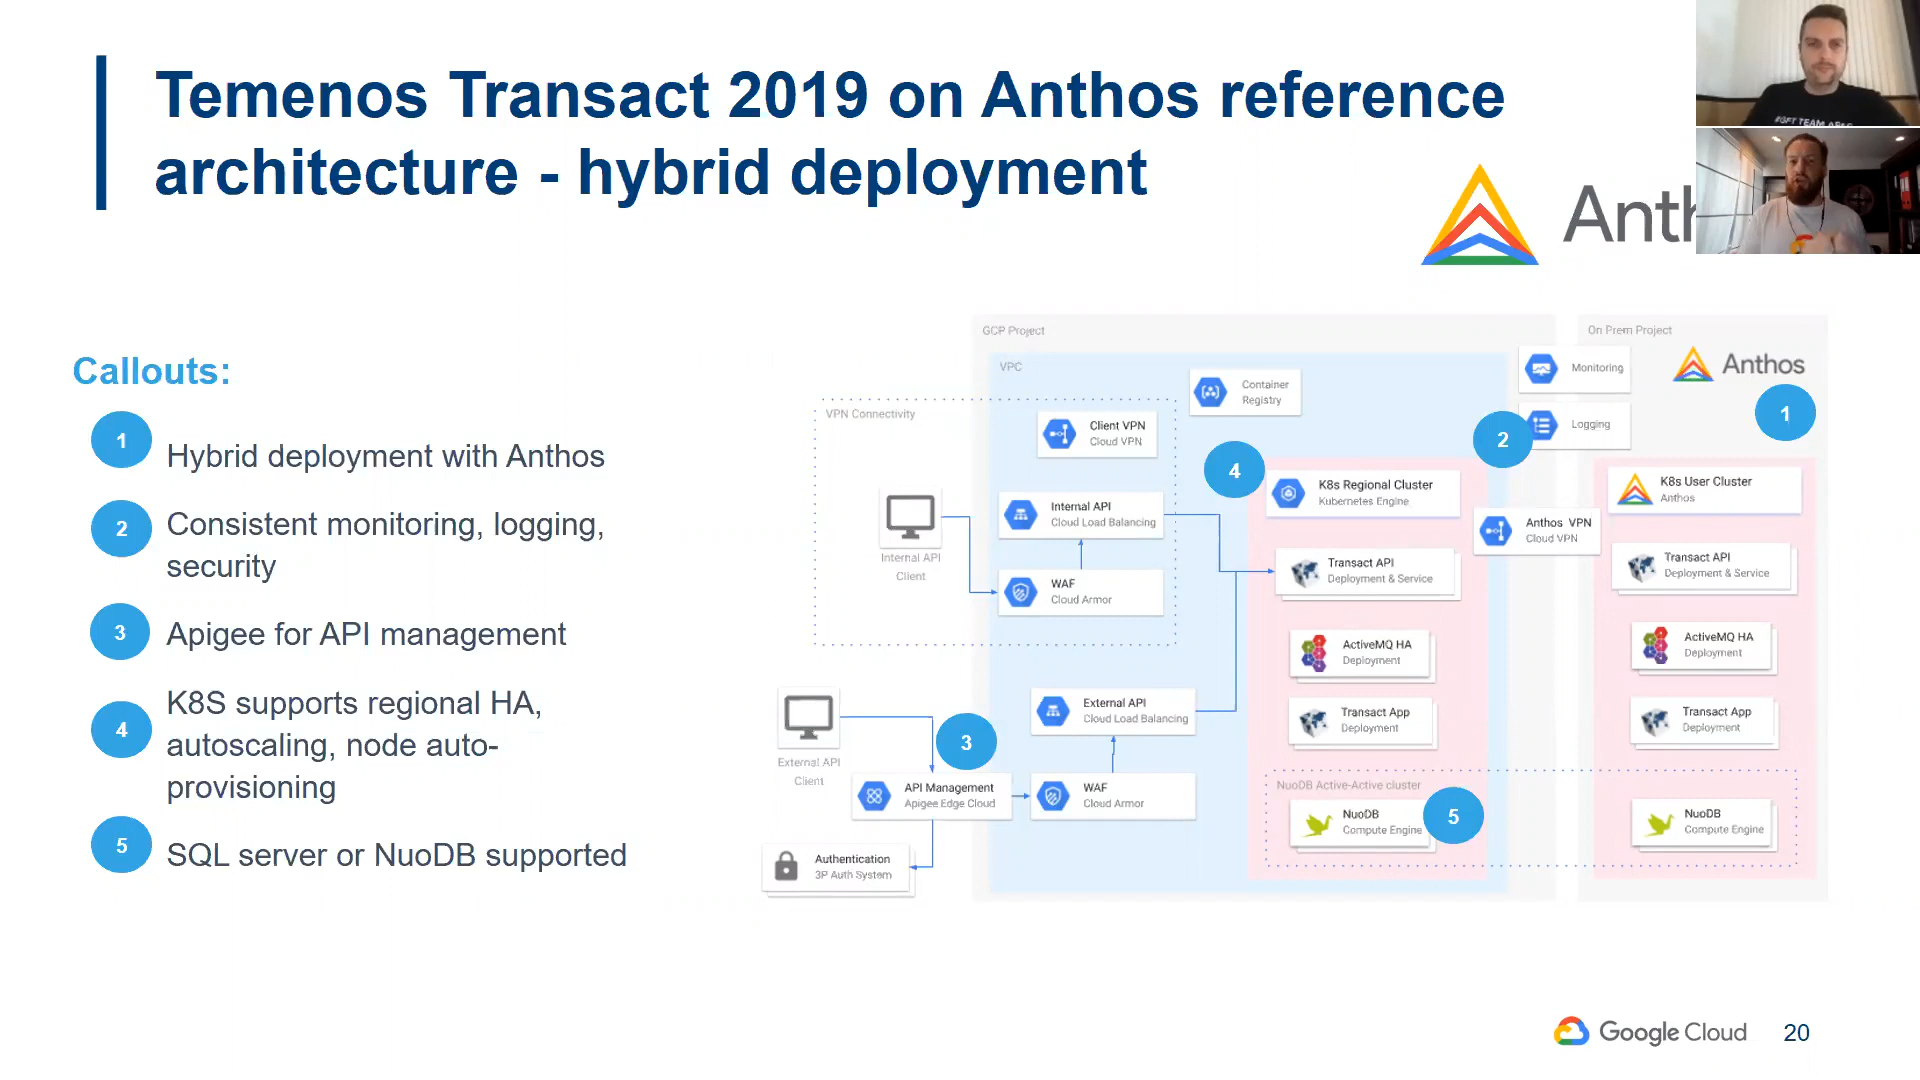 Temenos Transact 2019 on Anthos reference
architecture - hybrid deployment
Callouts:
1
Hybrid deployment with Anthos
2
Consistent monitoring, logging,
security
3
Apigee for API management
4
K8S supports regional HA,
autoscaling, node auto-
provisioning
5
SQL server or NuoDB supported
GCP Project
VPC
VPN Connectivity
Client VPN
Cloud VPN
Container
Registry
Internal API
Client
Internal API
Cloud Load Balancing
WAF
Cloud Armor
External API
Client
3
API Management
Apigee Edge Cloud
Authentication
3P Auth System
External API
Cloud Load Balancing
WAF
Cloud Armor
4
K8s Regional Cluster
Kubernetes Engine
Transact API
Deployment & Service
ActiveMQ HA
Deployment
Transact App
Deployment
NuoDB Active-Active cluster
NuoDB
Compute Engine
5
Monitoring
2
Logging
Anthos VPN
Cloud VPN
On Prem Project
Anthos
1
K8s User Cluster
Anthos
Transact API
Deployment & Service
ActiveMQ HA
Deployment
Transact App
Deployment
NuoDB
Compute Engine
Google Cloud
20